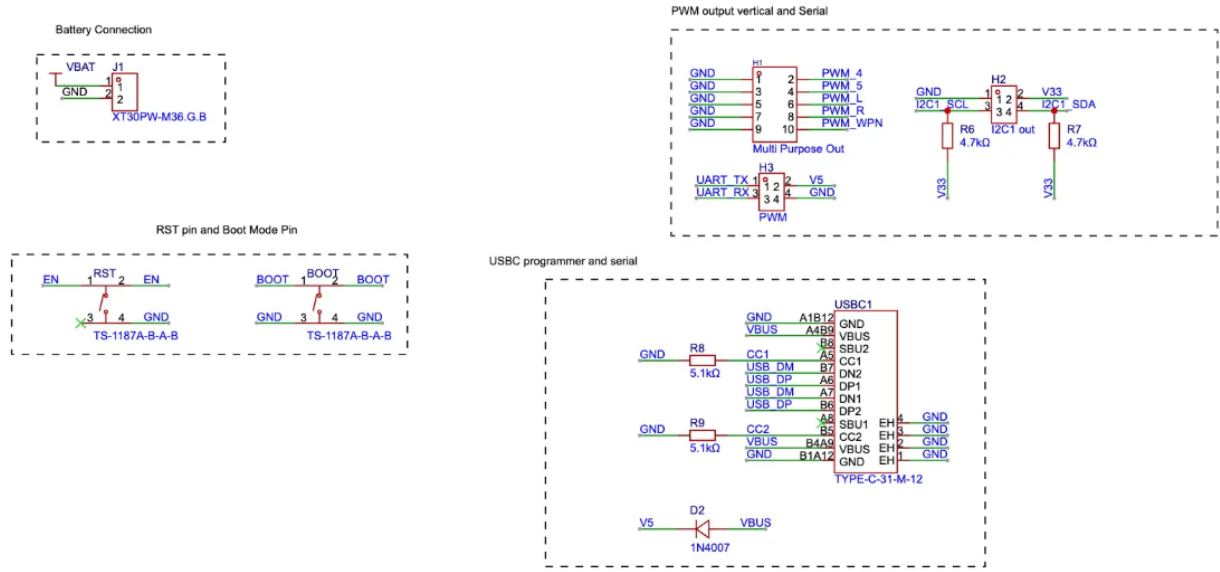 Battery Connection
VBAT J1
1 1
GND 2 2
XT30PW-M36.G.B
PWM output vertical and Serial
H1
GND 1 2 PWM_4
GND 3 4 PWM_5
GND 5 6 PWM_L
GND 7 8 PWM_R
GND 9 10 PWM_WPN
Multi Purpose Out
H2
GND 1 1 2 2 V33
I2C1_SCL 3 3 4 4 I2C1_SDA
I2C1 out
R6
4.7kΩ
R7
4.7kΩ
V33
V33
H3
UART_TX 1 1 2 2 V5
UART_RX 3 3 4 4 GND
PWM
RST pin and Boot Mode Pin
EN 1 RST 2 EN
3 4 GND
TS-1187A-B-A-B
BOOT 1 BOOT 2 BOOT
GND 3 4 GND
TS-1187A-B-A-B
USBC programmer and serial
USBC1
GND A1B12 GND
VBUS A4B9 VBUS
B8 SBU2
GND R8 CC1 A5 CC1
5.1kΩ
USB_DM B7 DN2
USB_DP A6 DP1
USB_DM A7 DN1
USB_DP B6 DP2
A8 SBU1 EH 4 GND
GND R9 CC2 B5 CC2 EH 3 GND
5.1kΩ
VBUS B4A9 VBUS EH 2 GND
GND B1A12 GND EH 1 GND
TYPE-C-31-M-12
D2
V5 VBUS
1N4007